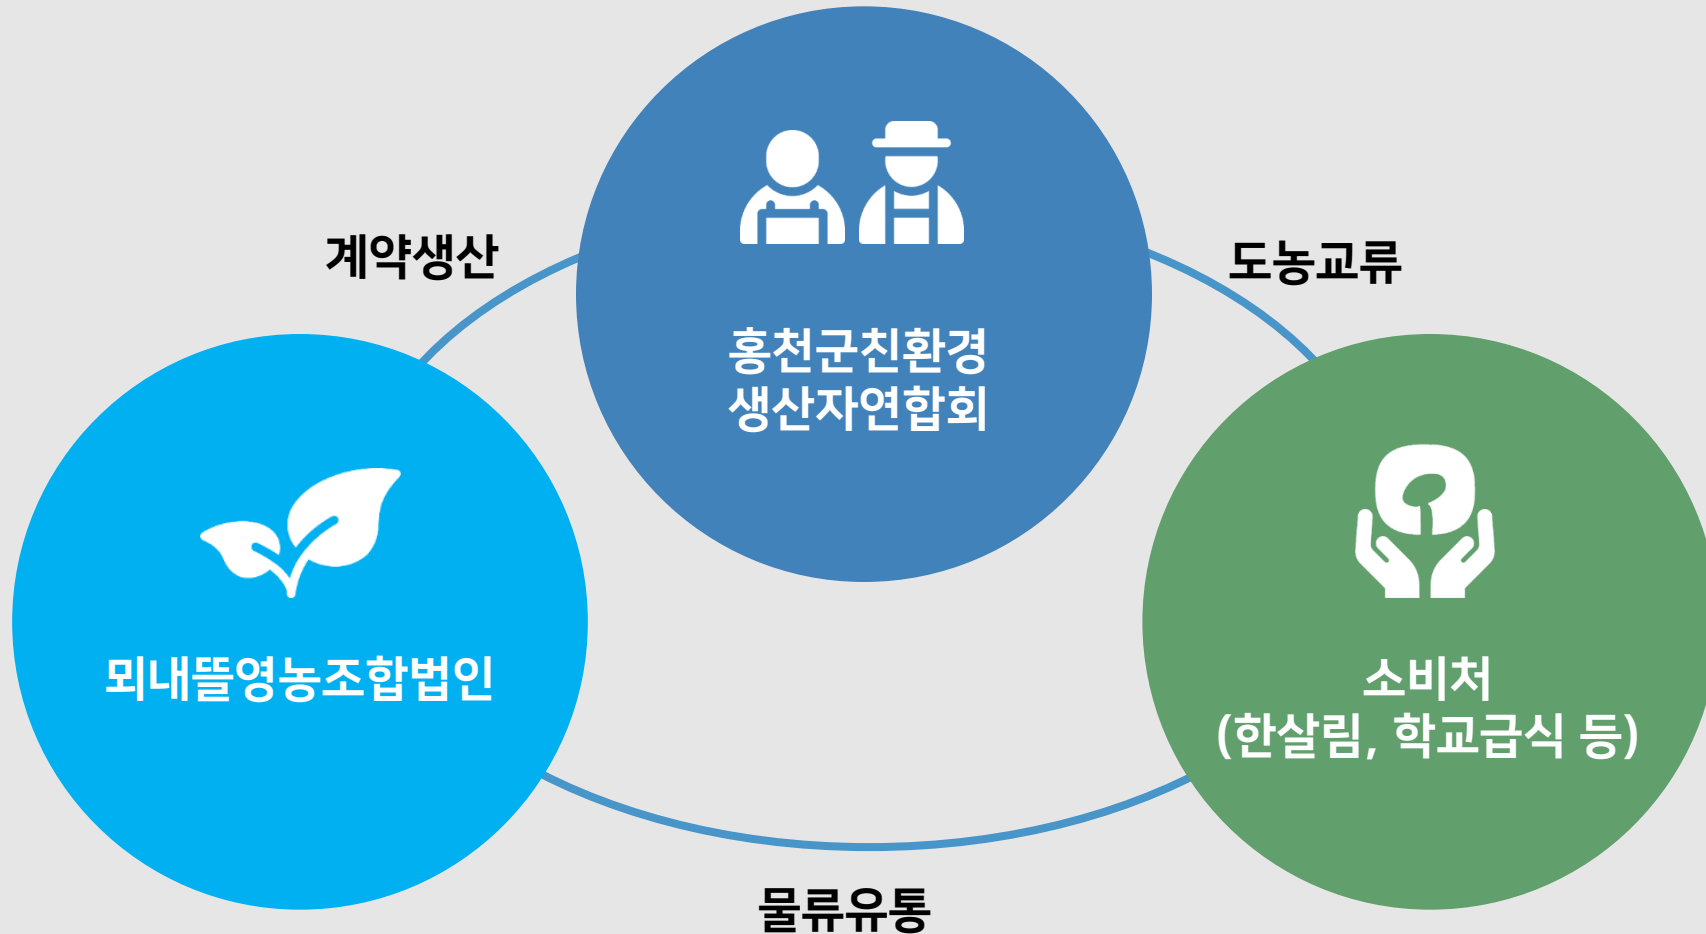 계약생산
도농교류
홍천군친환경
생산자연합회
뫼내뜰영농조합법인
소비처
(한살림, 학교급식 등)
물류유통